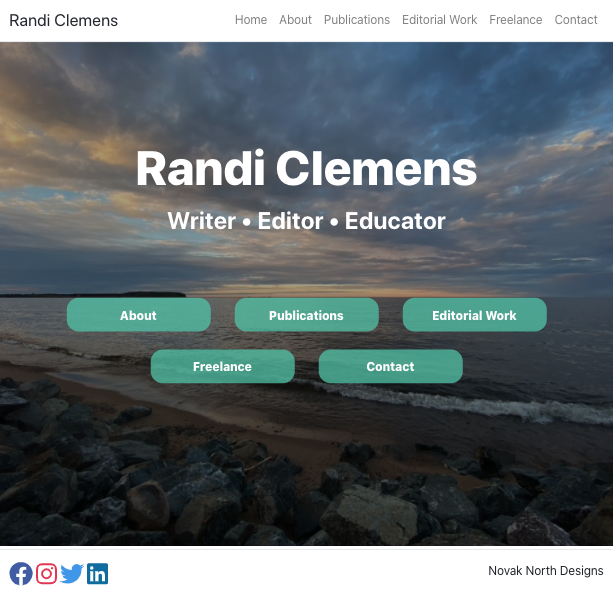 Randi Clemens
Home About Publications Editorial Work Freelance Contact
Randi Clemens
Writer • Editor • Educator
About Publications Editorial Work
Freelance Contact
Novak North Designs